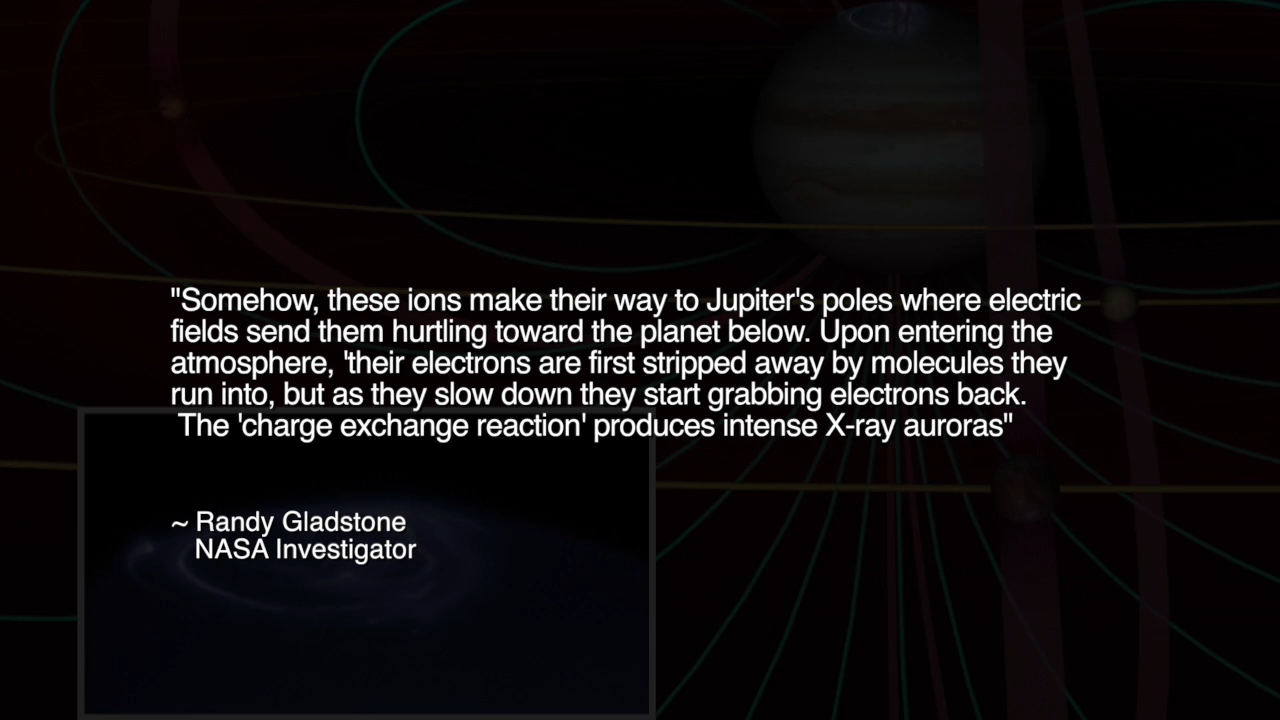 "Somehow, these ions make their way to Jupiter's poles where electric
fields send them hurtling toward the planet below. Upon entering the
atmosphere, 'their electrons are first stripped away by molecules they
run into, but as they slow down they start grabbing electrons back.
The 'charge exchange reaction' produces intense X-ray auroras"
~ Randy Gladstone
NASA Investigator